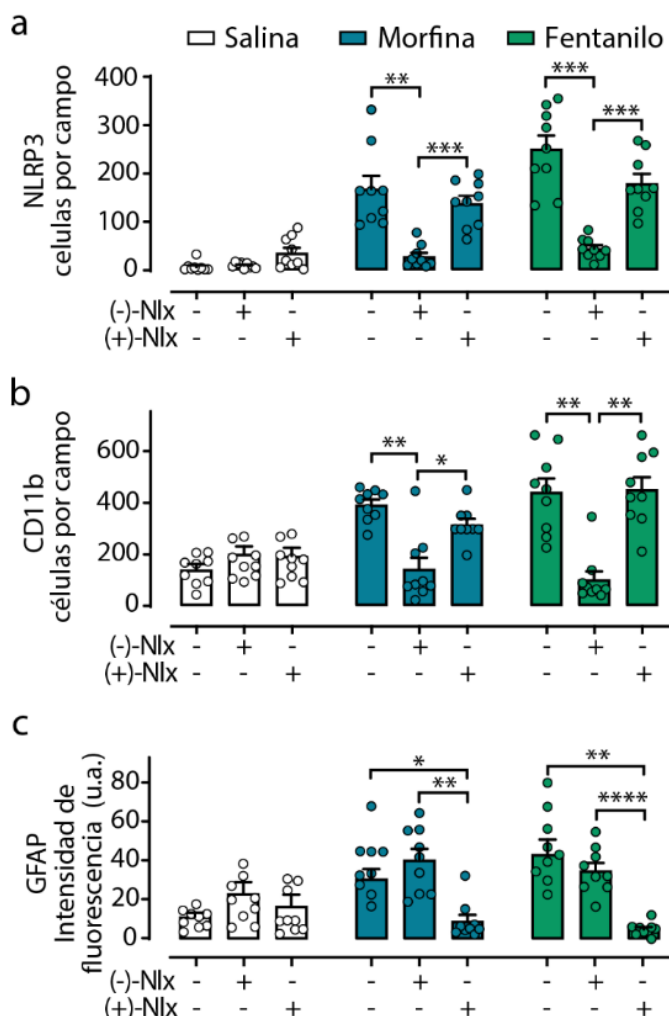 a
Salina Morfina Fentanilo
NLRP3
celulas por campo
400
300
200
100
0
** *** *** ***
(-)-Nlx - + - - + - - + -
(+)-Nlx - - + - - + - - +
b
CD11b
células por campo
600
400
200
0
** * ** **
(-)-Nlx - + - - + - - + -
(+)-Nlx - - + - - + - - +
c
GFAP
Intensidad de
fluorescencia (u.a.)
80
60
40
20
0
* ** ** ****
(-)-Nlx - + - - + - - + -
(+)-Nlx - - + - - + - - +